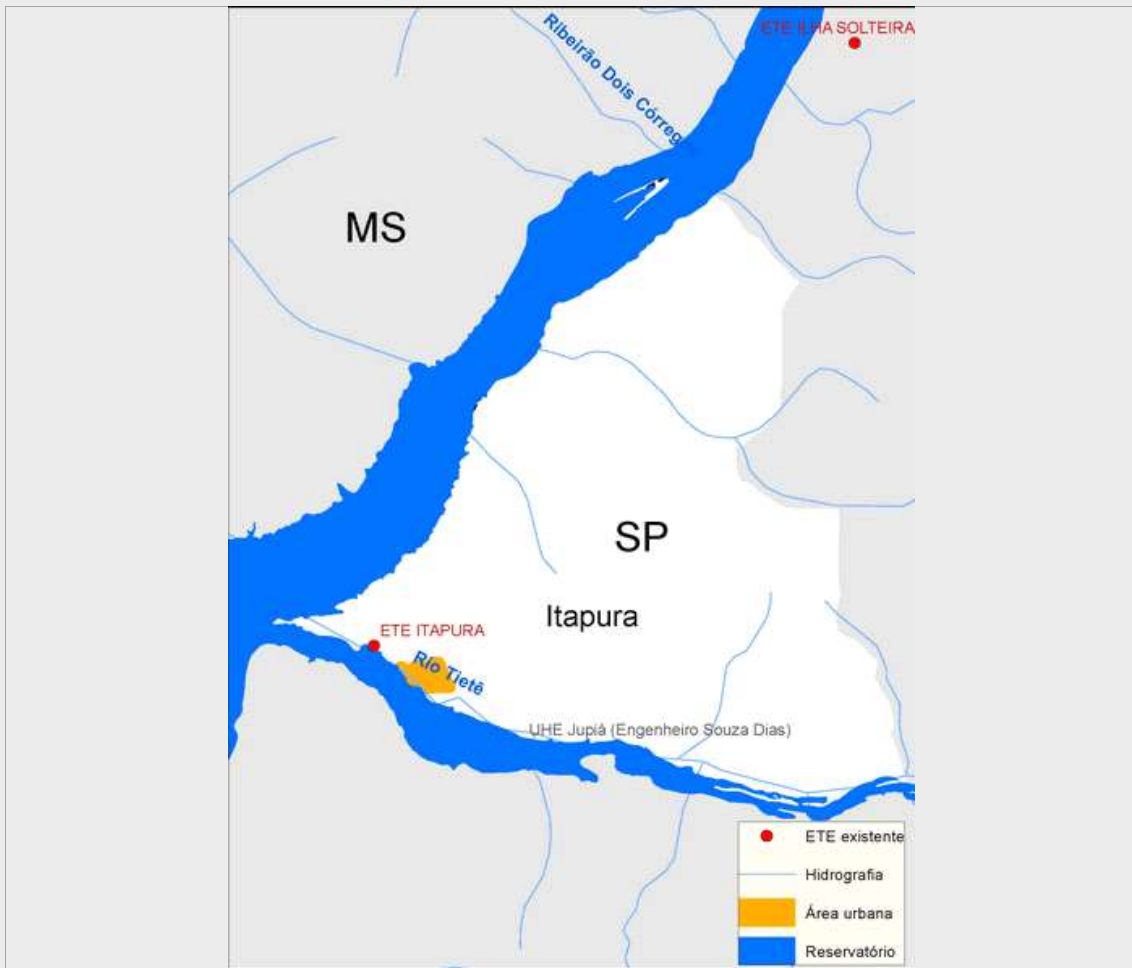 ETE ILHA SOLTEIRA
Ribeirão Dois Córregos
MS
SP
Itapura
ETE ITAPURA
Rio Tietê
UHE Jupiá (Engenheiro Souza Dias)
ETE existente
Hidrografia
Área urbana
Reservatório